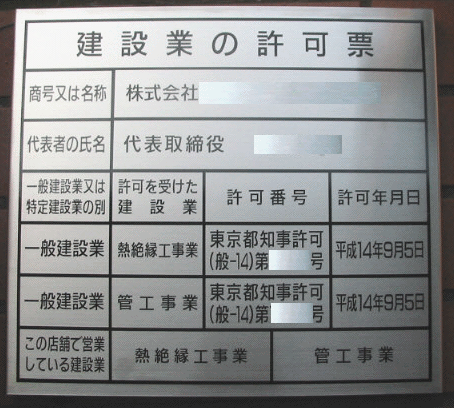 建設業の許可票
商号又は名称 株式会社
代表者の氏名 代表取締役
一般建設業又は 許可を受けた 許可番号 許可年月日
特定建設業の別 建設業
一般建設業 熱絶縁工事業 東京都知事許可 平成14年9月5日
(般-14)第 号
一般建設業 管工事業 東京都知事許可 平成14年9月5日
(般-14)第 号
この店舗で営業 熱絶縁工事業 管工事業
している建設業